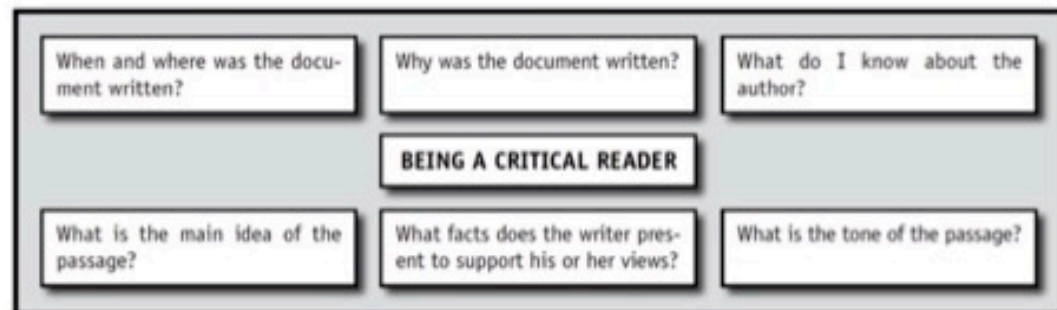 When and where was the docu-
ment written?
Why was the document written?
What do I know about the
author?
BEING A CRITICAL READER
What is the main idea of the
passage?
What facts does the writer pres-
ent to support his or her views?
What is the tone of the passage?